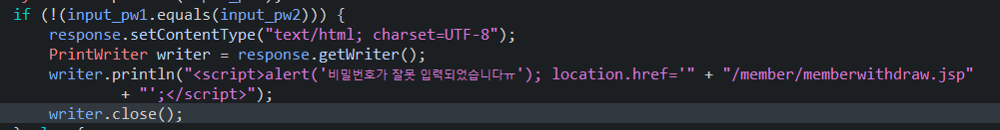 if (!(input_pw1.equals(input_pw2))) {
response.setContentType("text/html; charset=UTF-8");
PrintWriter writer = response.getWriter();
writer.println("<script>alert('비밀번호가 잘못 입력되었습니다ㅠ'); location.href='" + "/member/memberwithdraw.jsp"
+ "';</script>");
writer.close();